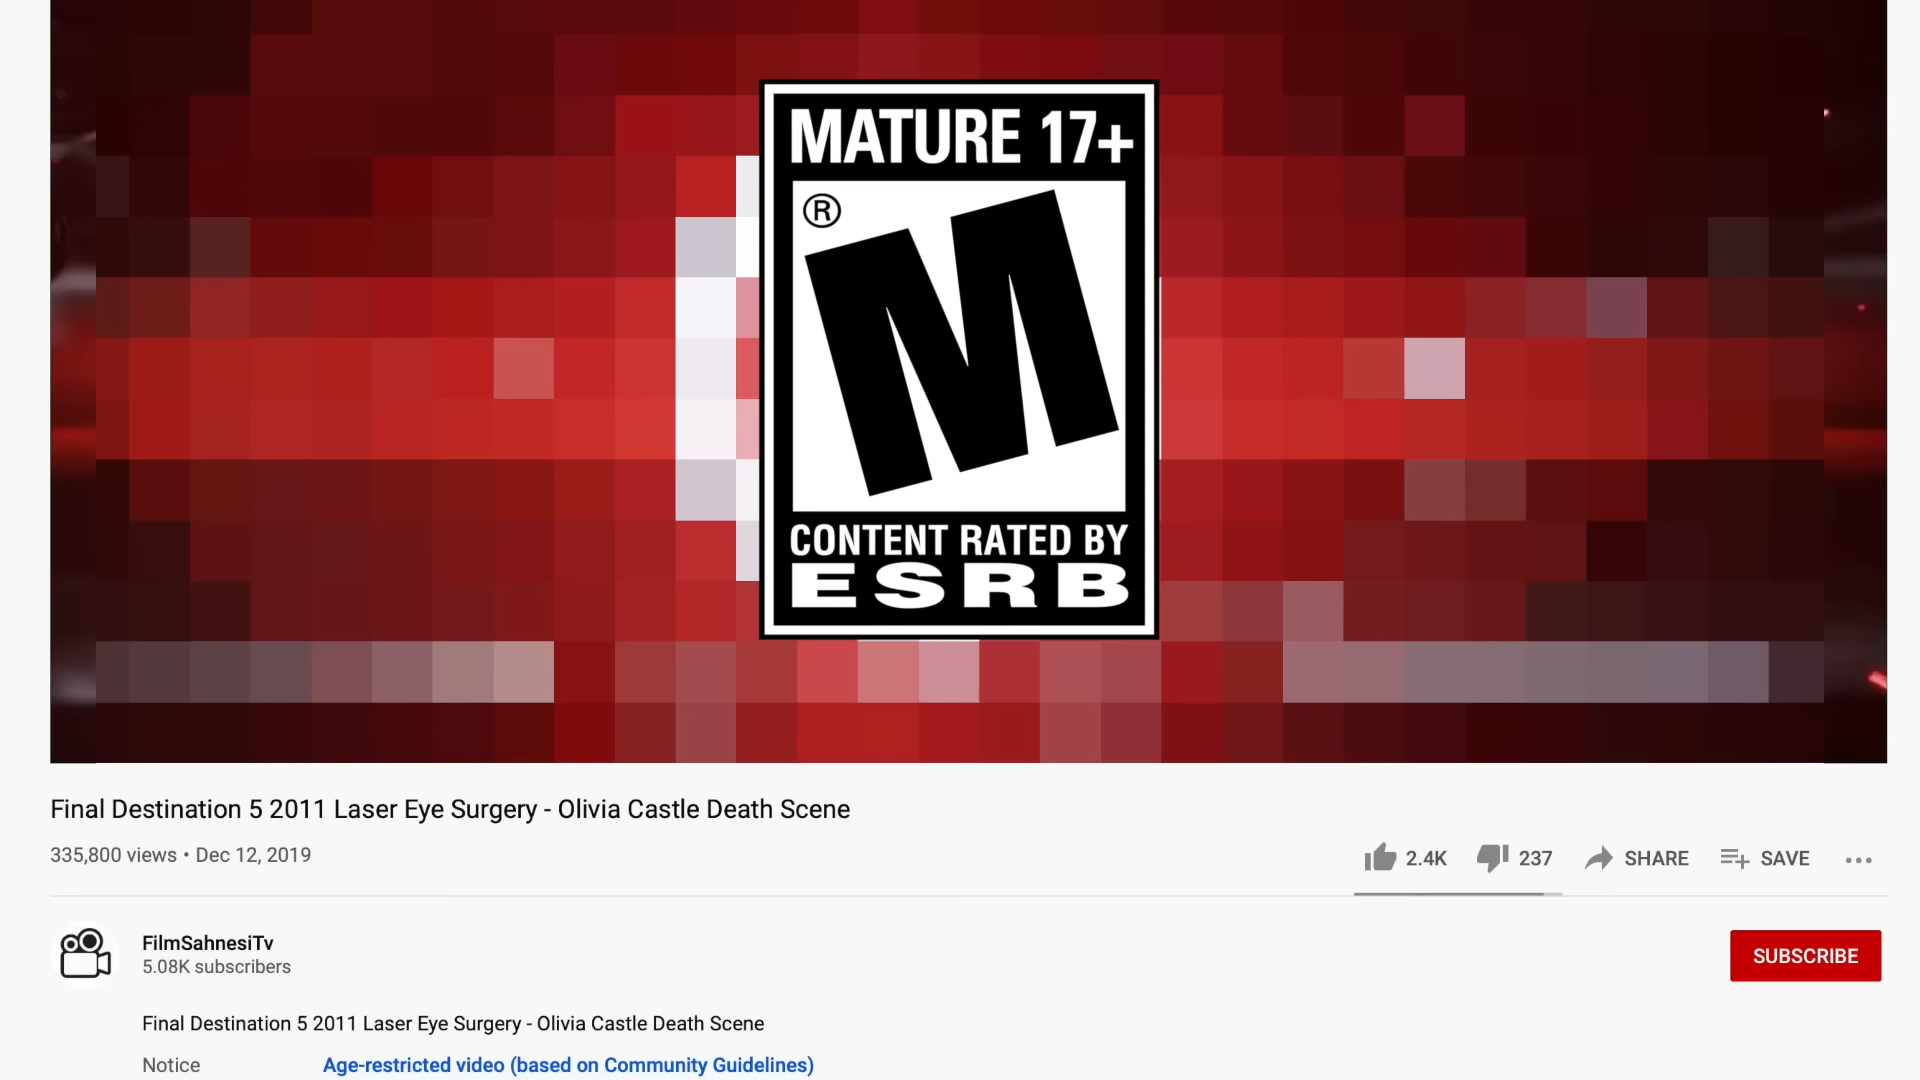 MATURE 17+
®
M
CONTENT RATED BY
ESRB
Final Destination 5 2011 Laser Eye Surgery - Olivia Castle Death Scene
335,800 views • Dec 12, 2019
2.4K
237
SHARE
SAVE
FilmSahnesiTv
5.08K subscribers
SUBSCRIBE
Final Destination 5 2011 Laser Eye Surgery - Olivia Castle Death Scene
Notice
Age-restricted video (based on Community Guidelines)